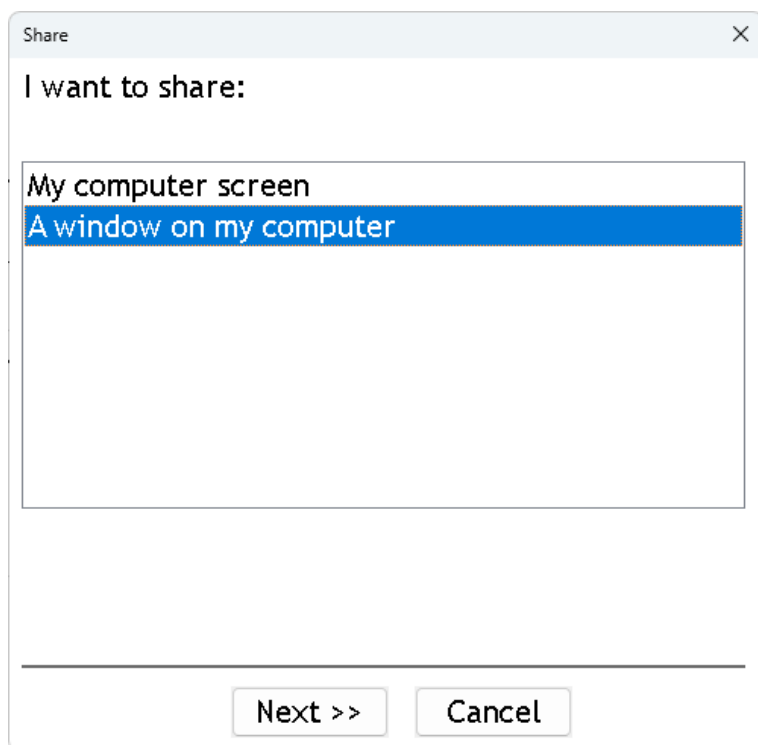 Share
I want to share:
My computer screen
A window on my computer
Next >>
Cancel